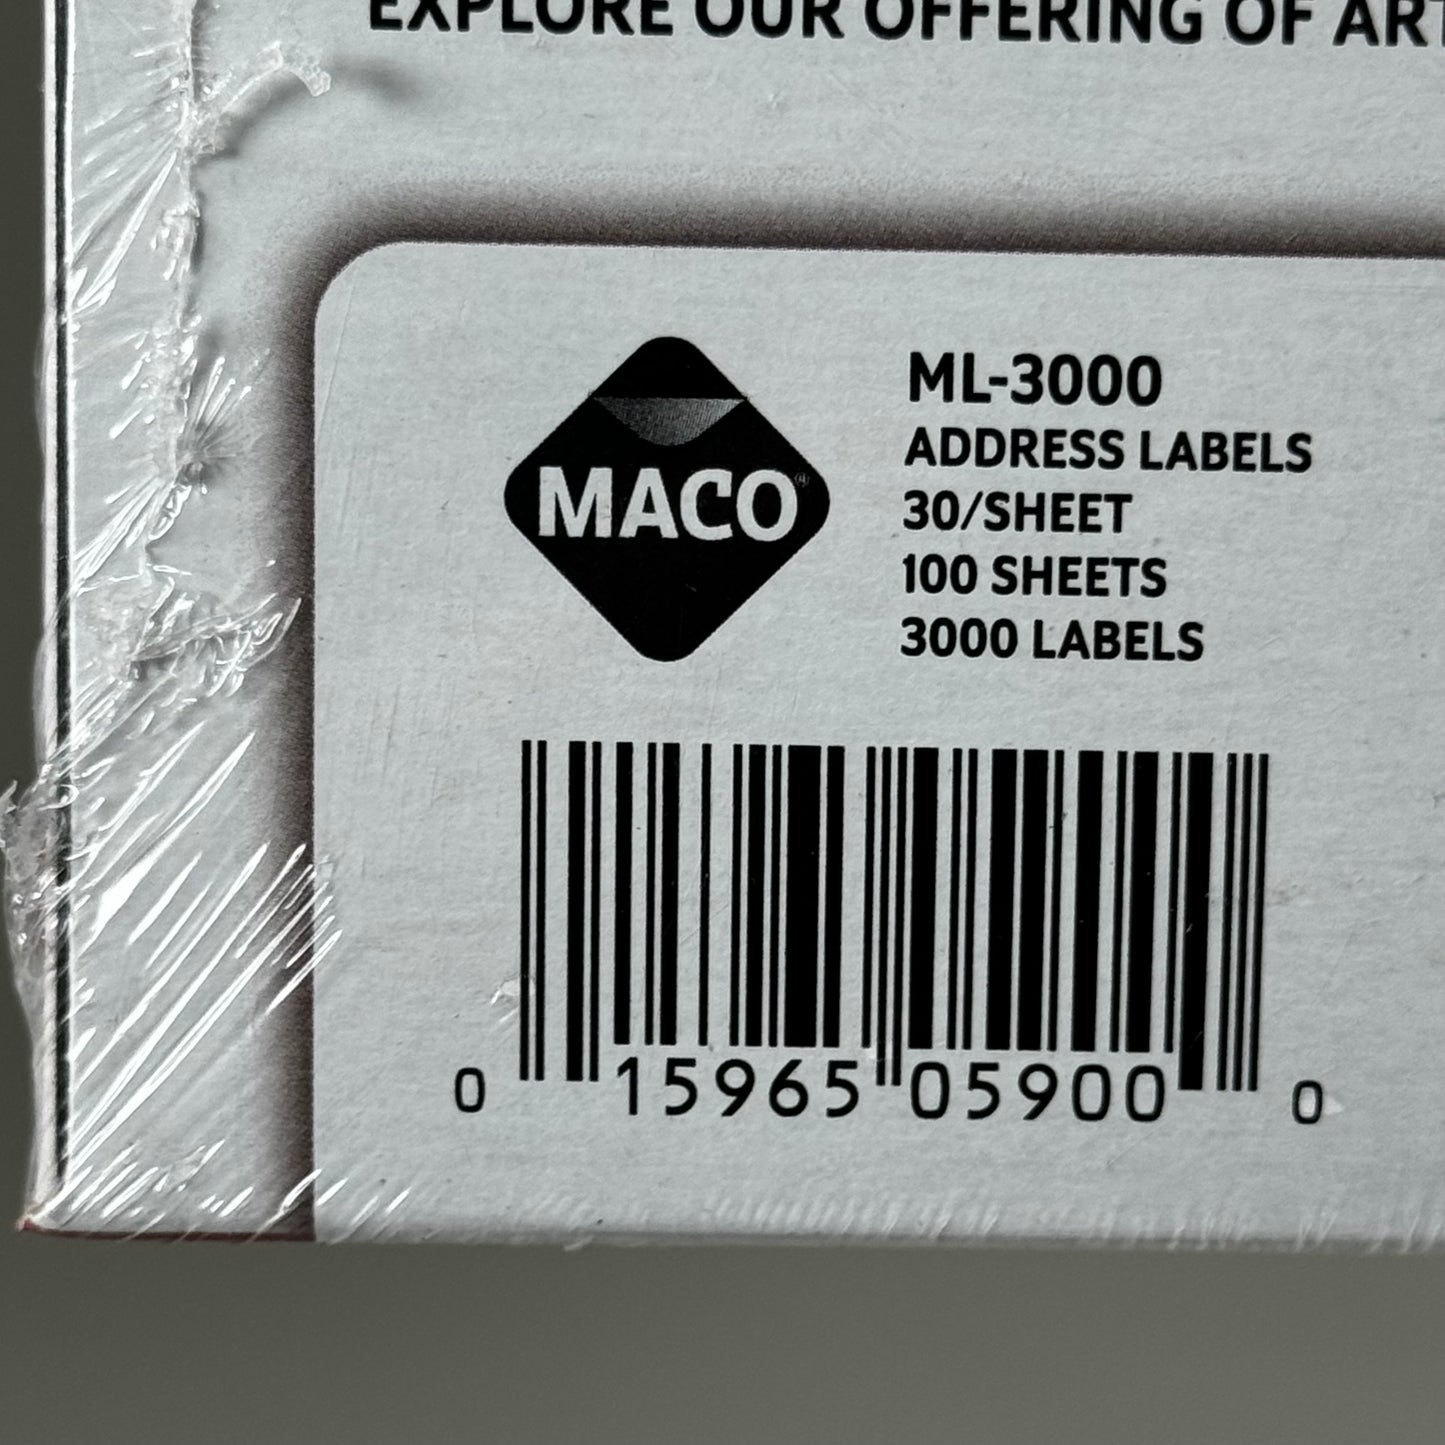 EXPLORE OUR OFFERING OF ART
MACO®
ML-3000
ADDRESS LABELS
30/SHEET
100 SHEETS
3000 LABELS
0 15965 05900 0